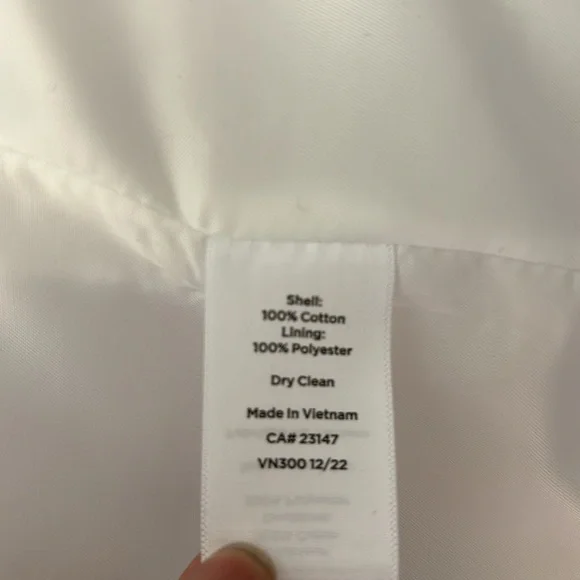 Shell:
100% Cotton
Lining:
100% Polyester
Dry Clean
Made In Vietnam
CA# 23147
VN300 12/22